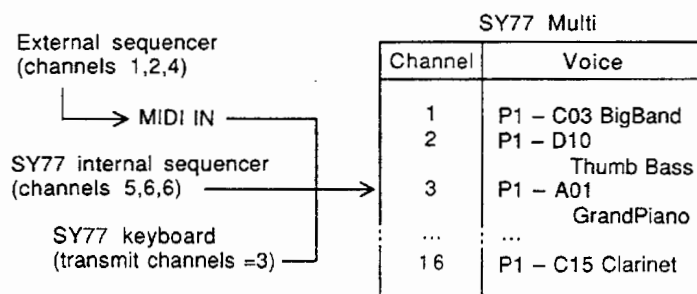 SY77 Multi
External sequencer
(channels 1,2,4)
MIDI IN
SY77 internal sequencer
(channels 5,6,6)
SY77 keyboard
(transmit channels =3)
Channel Voice
1 P1 – C03 BigBand
2 P1 – D10
Thumb Bass
3 P1 – A01
GrandPiano
... ...
16 P1 – C15 Clarinet